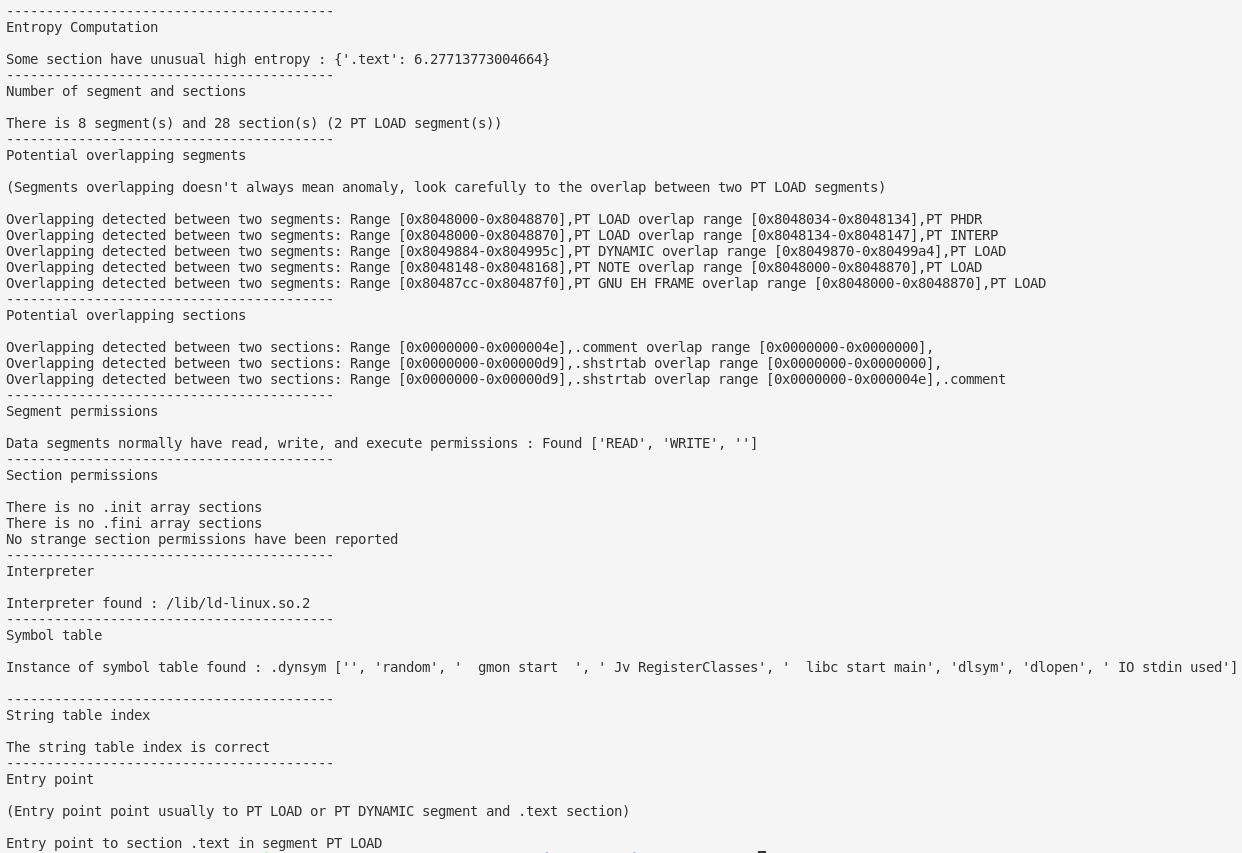 -----------------------------------------
Entropy Computation
Some section have unusual high entropy : {'.text': 6.27713773004664}
-----------------------------------------
Number of segment and sections
There is 8 segment(s) and 28 section(s) (2 PT LOAD segment(s))
-----------------------------------------
Potential overlapping segments
(Segments overlapping doesn't always mean anomaly, look carefully to the overlap between two PT LOAD segments)
Overlapping detected between two segments: Range [0x8048000-0x8048870],PT LOAD overlap range [0x8048034-0x8048134],PT PHDR
Overlapping detected between two segments: Range [0x8048000-0x8048870],PT LOAD overlap range [0x8048134-0x8048147],PT INTERP
Overlapping detected between two segments: Range [0x8049884-0x804995c],PT DYNAMIC overlap range [0x8049870-0x80499a4],PT LOAD
Overlapping detected between two segments: Range [0x8048148-0x8048168],PT NOTE overlap range [0x8048000-0x8048870],PT LOAD
Overlapping detected between two segments: Range [0x80487cc-0x80487f0],PT GNU EH FRAME overlap range [0x8048000-0x8048870],PT LOAD
-----------------------------------------
Potential overlapping sections
Overlapping detected between two sections: Range [0x0000000-0x000004e],.comment overlap range [0x0000000-0x0000000],
Overlapping detected between two sections: Range [0x0000000-0x00000d9],.shstrtab overlap range [0x0000000-0x0000000],
Overlapping detected between two sections: Range [0x0000000-0x00000d9],.shstrtab overlap range [0x0000000-0x000004e],.comment
-----------------------------------------
Segment permissions
Data segments normally have read, write, and execute permissions : Found ['READ', 'WRITE', '']
-----------------------------------------
Section permissions
There is no .init array sections
There is no .fini array sections
No strange section permissions have been reported
-----------------------------------------
Interpreter
Interpreter found : /lib/ld-linux.so.2
-----------------------------------------
Symbol table
Instance of symbol table found : .dynsym ['', 'random', '  gmon start  ', ' Jv RegisterClasses', '  libc start main', 'dlsym', 'dlopen', ' IO stdin used']
-----------------------------------------
String table index
The string table index is correct
-----------------------------------------
Entry point
(Entry point point usually to PT LOAD or PT DYNAMIC segment and .text section)
Entry point to section .text in segment PT LOAD